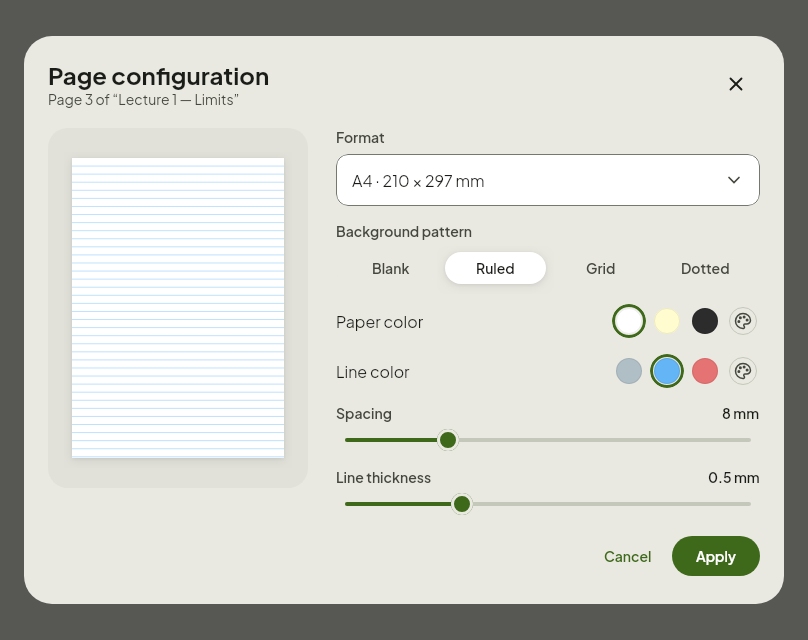 Page configuration
Page 3 of “Lecture 1 — Limits”
Format
A4 · 210 × 297 mm
Background pattern
Blank
Ruled
Grid
Dotted
Paper color
Line color
Spacing
8 mm
Line thickness
0.5 mm
Cancel
Apply